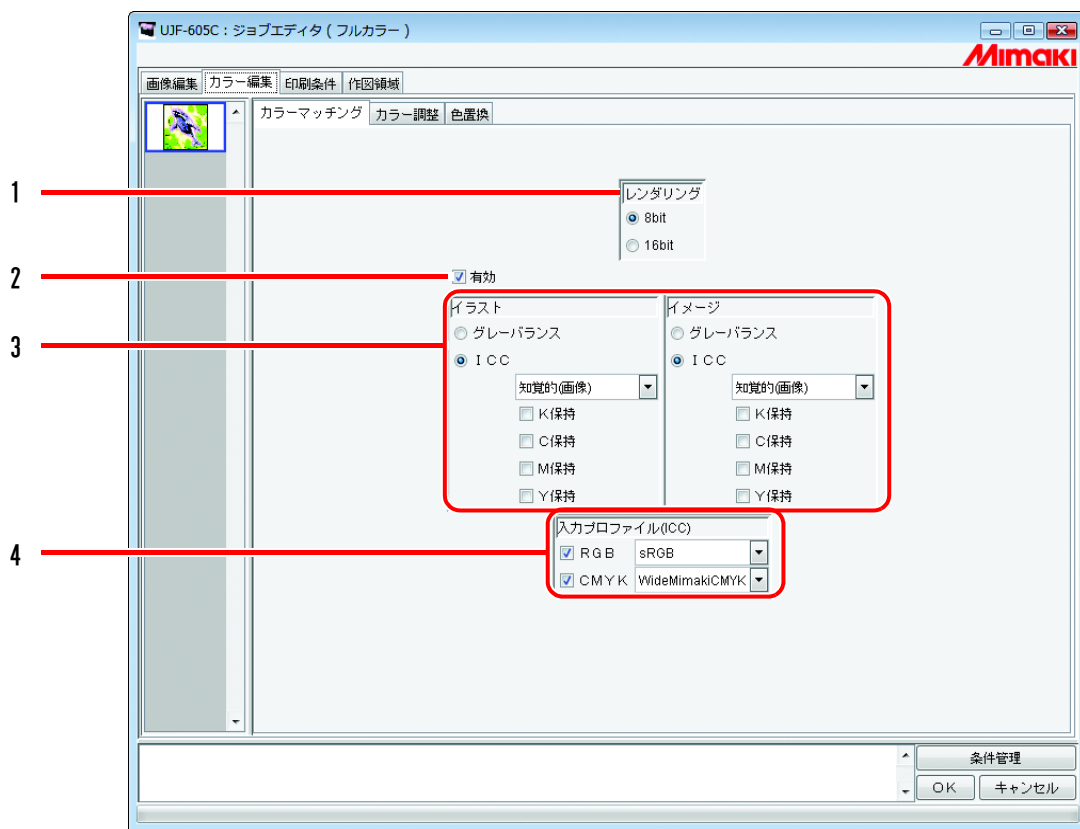 UJF-605C : ジョブエディタ ( フルカラー )
Mimaki
画像編集 カラー編集 印刷条件 作図領域
カラーマッチング カラー調整 色置換
1
レンダリング
8bit
16bit
2
有効
3
イラスト イメージ
グレーバランス グレーバランス
ＩＣＣ ＩＣＣ
知覚的(画像) 知覚的(画像)
K保持 K保持
C保持 C保持
M保持 M保持
Y保持 Y保持
4
入力プロファイル(ICC)
ＲＧＢ sRGB
ＣＭＹＫ WideMimakiCMYK
条件管理
ＯＫ キャンセル